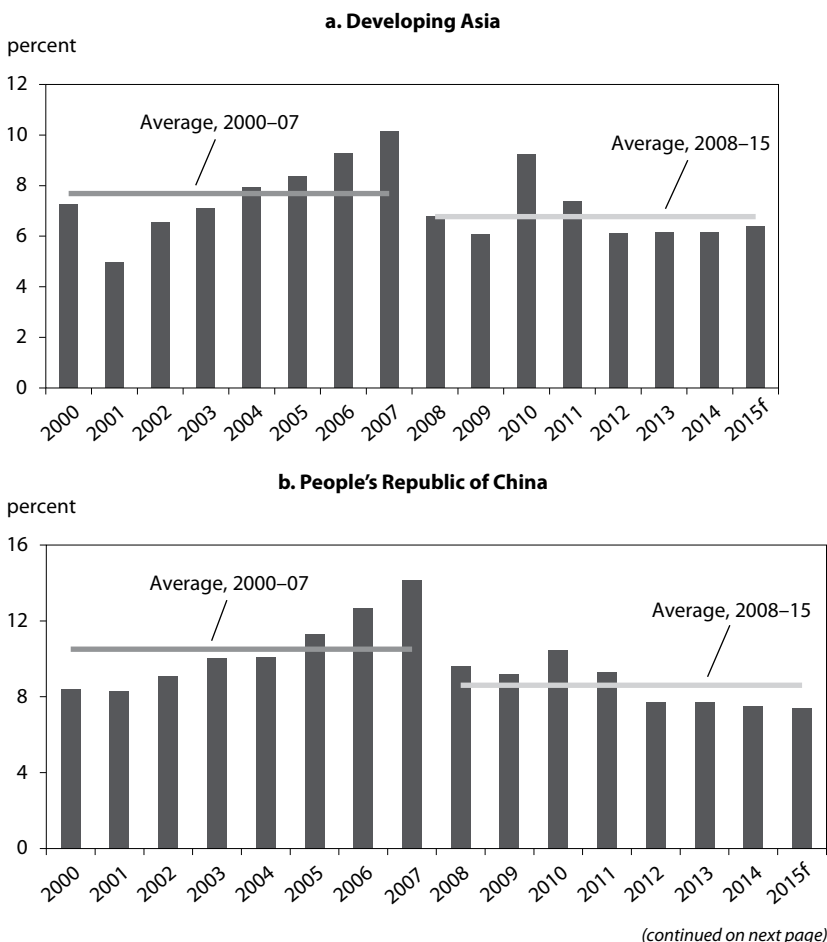 a. Developing Asia
percent
12
Average, 2000–07
10
Average, 2008–15
8
6
4
2
0
2000 2001 2002 2003 2004 2005 2006 2007 2008 2009 2010 2011 2012 2013 2014 2015f
b. People’s Republic of China
percent
16
Average, 2000–07
Average, 2008–15
12
8
4
0
2000 2001 2002 2003 2004 2005 2006 2007 2008 2009 2010 2011 2012 2013 2014 2015f
(continued on next page)